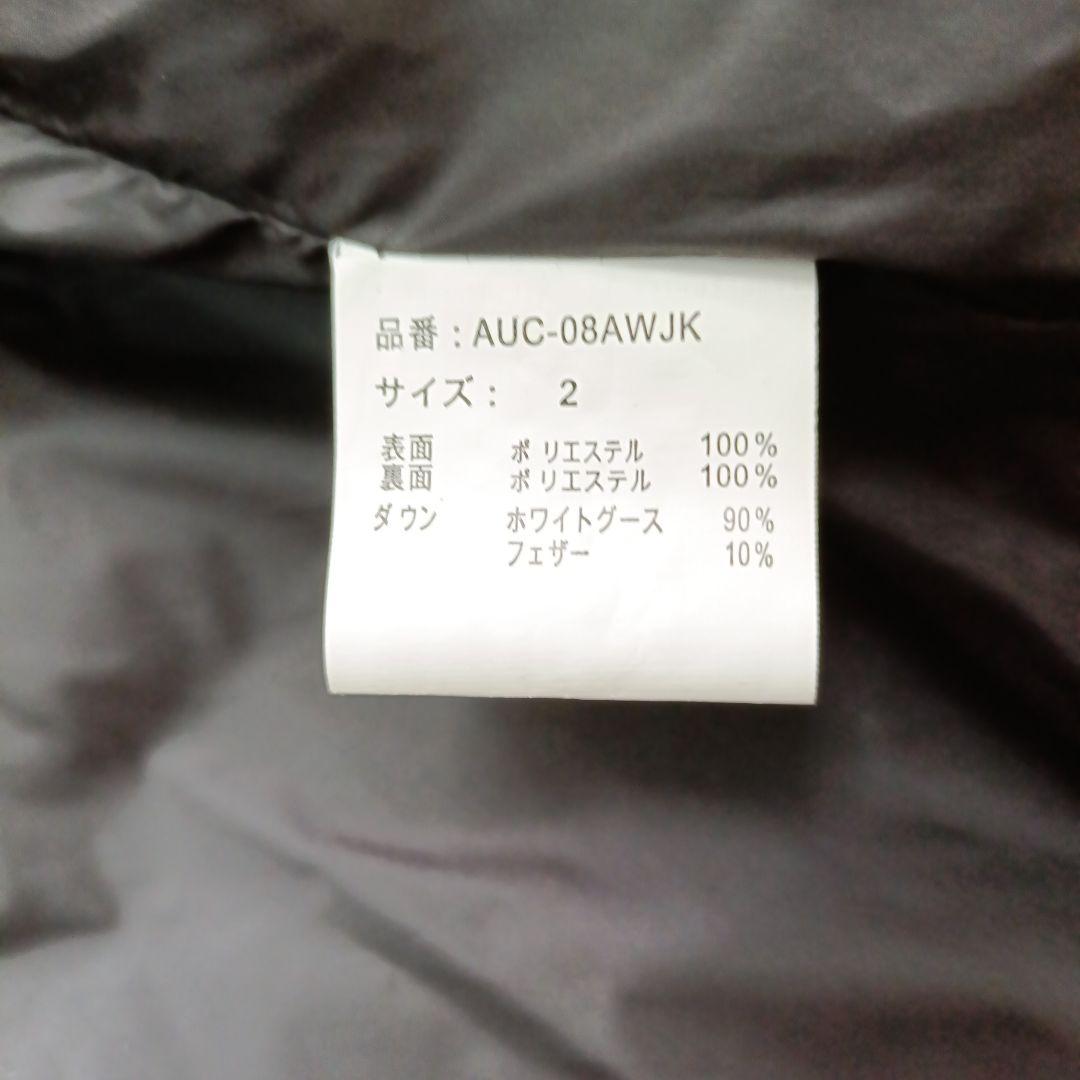 品番：AUC-08AWJK
サイズ： 2
表面 ポリエステル 100%
裏面 ポリエステル 100%
ダウン ホワイトグース 90%
フェザー 10%